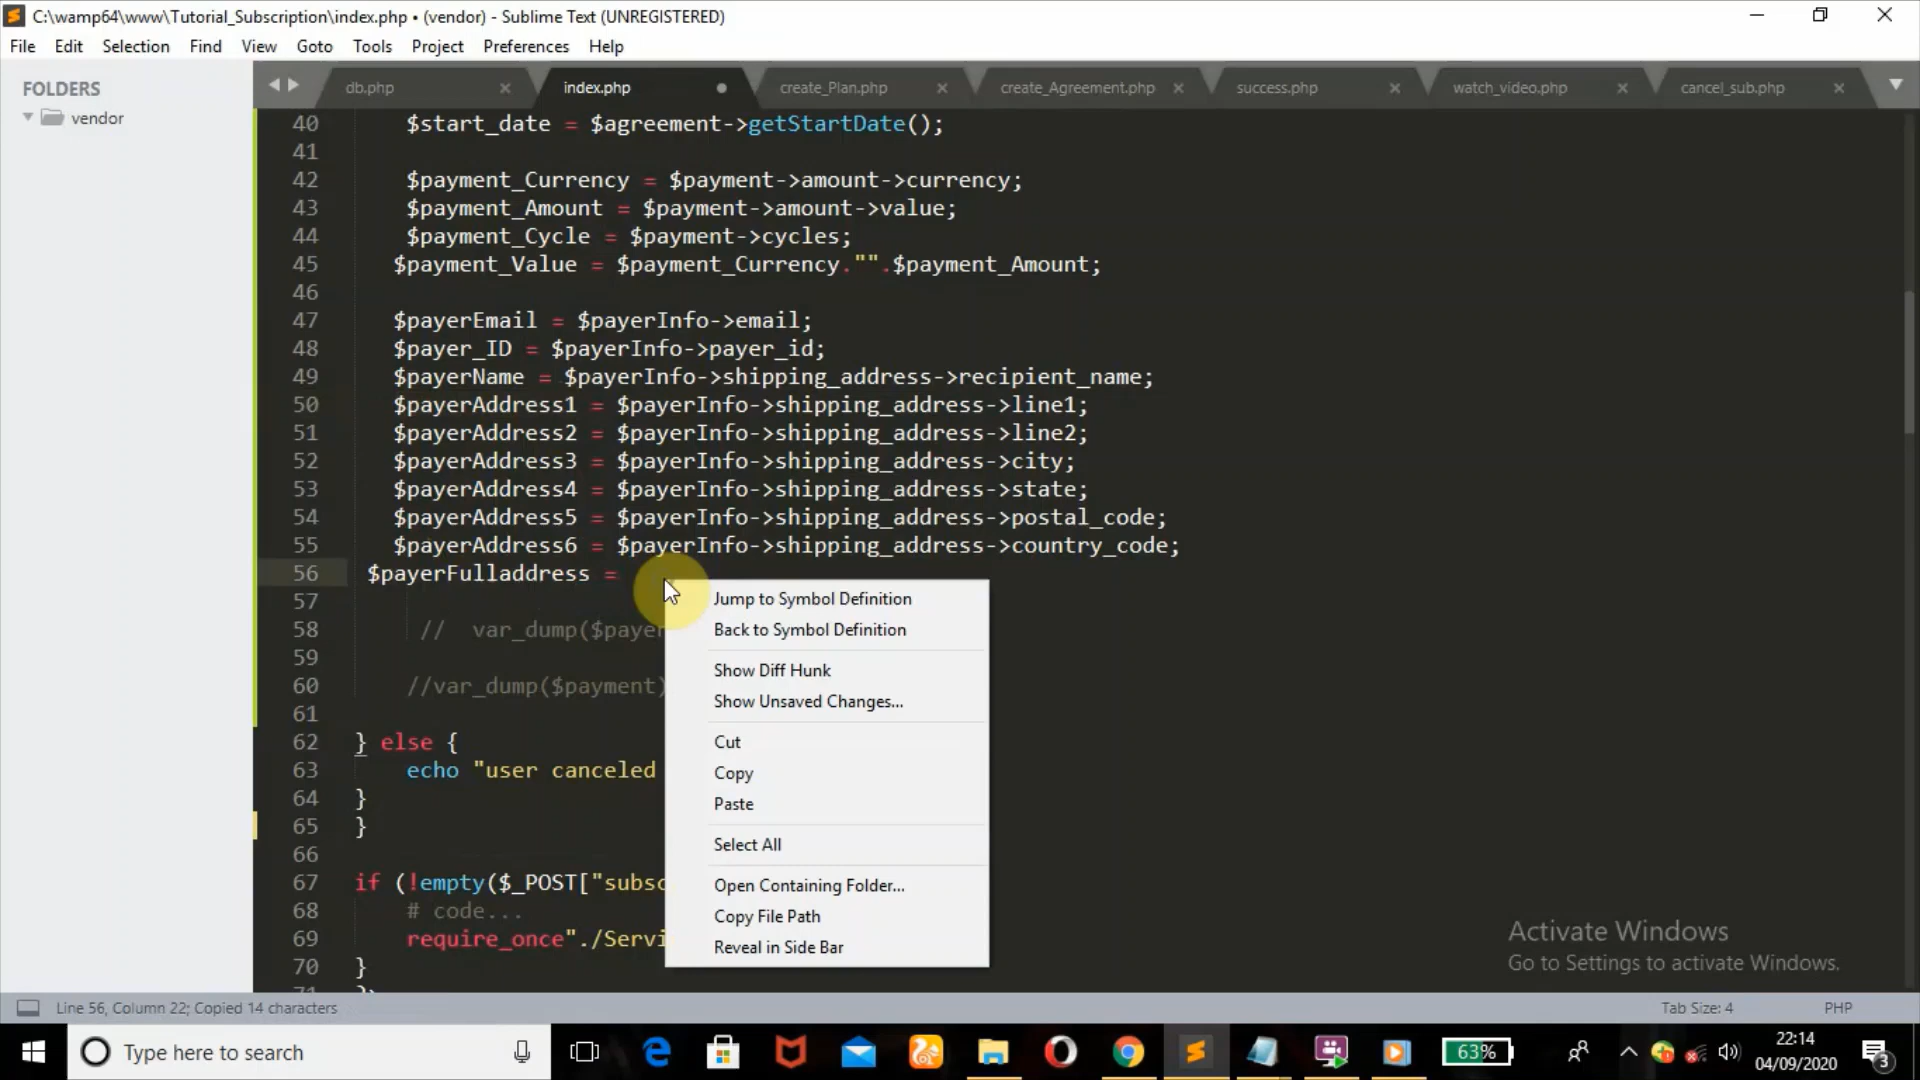 C:\wamp64\www\Tutorial_Subscription\index.php • (vendor) - Sublime Text (UNREGISTERED)
File Edit Selection Find View Goto Tools Project Preferences Help
FOLDERS
vendor
db.php index.php create_Plan.php create_Agreement.php success.php watch_video.php cancel_sub.php
40 $start_date = $agreement->getStartDate();
41
42 $payment_Currency = $payment->amount->currency;
43 $payment_Amount = $payment->amount->value;
44 $payment_Cycle = $payment->cycles;
45 $payment_Value = $payment_Currency."".$payment_Amount;
46
47 $payerEmail = $payerInfo->email;
48 $payer_ID = $payerInfo->payer_id;
49 $payerName = $payerInfo->shipping_address->recipient_name;
50 $payerAddress1 = $payerInfo->shipping_address->line1;
51 $payerAddress2 = $payerInfo->shipping_address->line2;
52 $payerAddress3 = $payerInfo->shipping_address->city;
53 $payerAddress4 = $payerInfo->shipping_address->state;
54 $payerAddress5 = $payerInfo->shipping_address->postal_code;
55 $payerAddress6 = $payerInfo->shipping_address->country_code;
56 $payerFulladdress =
57
58 // var_dump($payer
59
60 //var_dump($payment)
61
62 } else {
63 echo "user canceled
64 }
65 }
66
67 if (!empty($_POST["subsc
68 # code...
69 require_once"./Servi
70 }
Jump to Symbol Definition
Back to Symbol Definition
Show Diff Hunk
Show Unsaved Changes...
Cut
Copy
Paste
Select All
Open Containing Folder...
Copy File Path
Reveal in Side Bar
Activate Windows
Go to Settings to activate Windows.
Line 56, Column 22; Copied 14 characters
Tab Size: 4
PHP
Type here to search
63%
22:14
04/09/2020
3